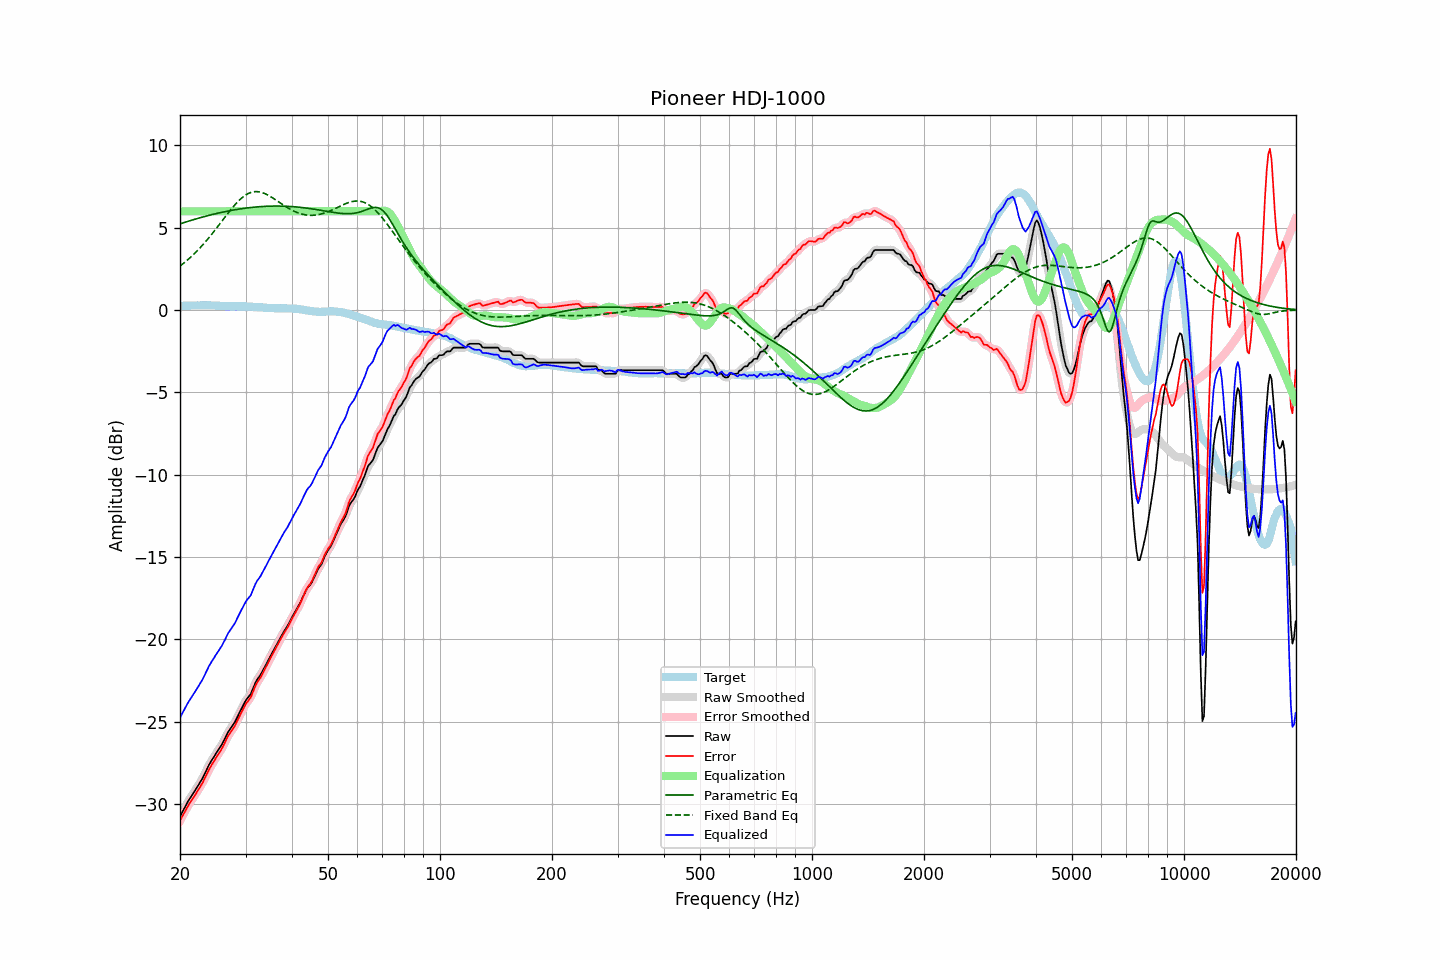 Pioneer HDJ-1000
Amplitude (dBr)
10
5
0
−5
−10
−15
−20
−25
−30
Target
Raw Smoothed
Error Smoothed
Raw
Error
Equalization
Parametric Eq
Fixed Band Eq
Equalized
20 50 100 200 500 1000 2000 5000 10000 20000
Frequency (Hz)